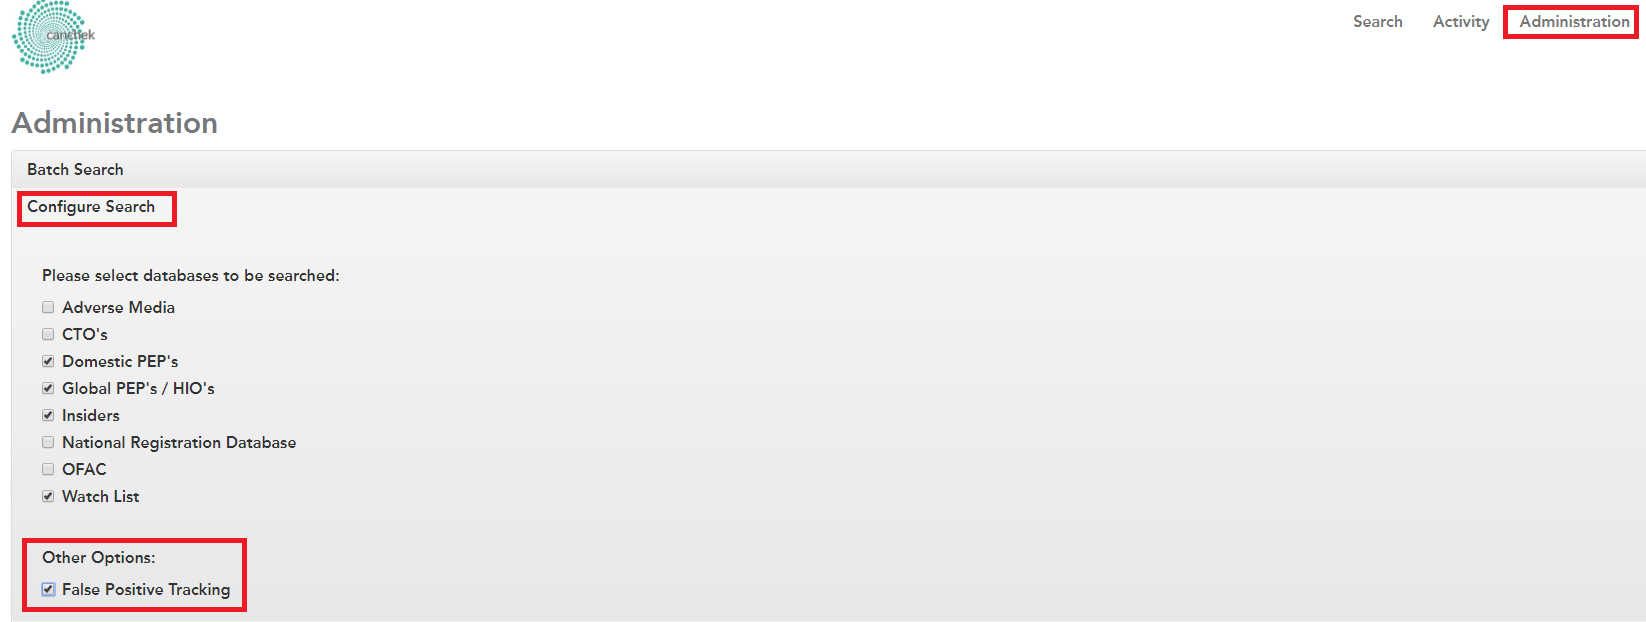 canchek
Search Activity Administration
Administration
Batch Search
Configure Search
Please select databases to be searched:
Adverse Media
CTO's
Domestic PEP's
Global PEP's / HIO's
Insiders
National Registration Database
OFAC
Watch List
Other Options:
False Positive Tracking